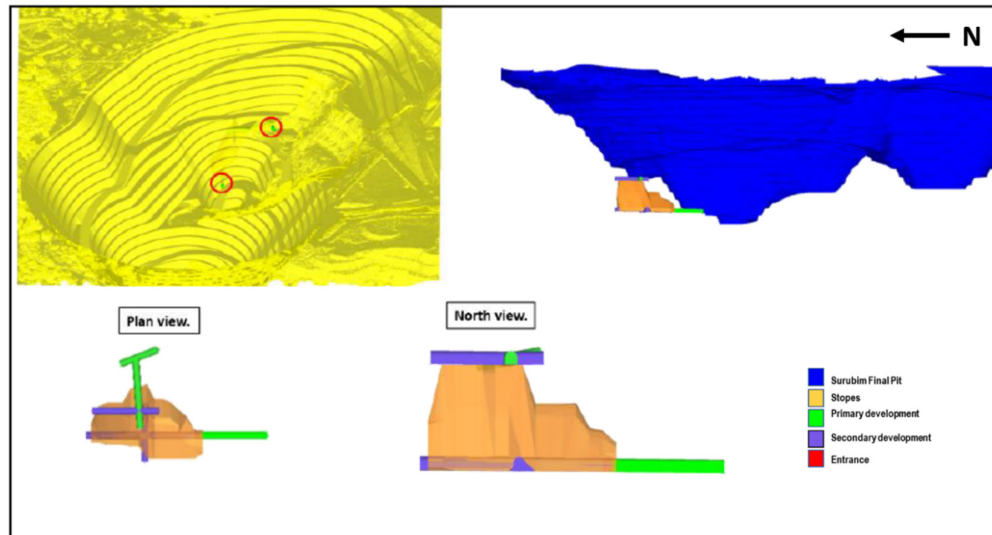 N
Plan view.
North view.
Surubim Final Pit
Stopes
Primary development
Secondary development
Entrance